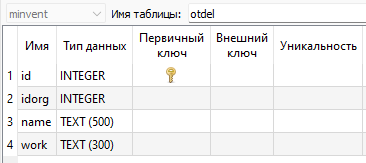 minvent Имя таблицы: otdel
Имя Тип данных Первичный ключ Внешний ключ Уникальность
1 id INTEGER
2 idorg INTEGER
3 name TEXT (500)
4 work TEXT (300)